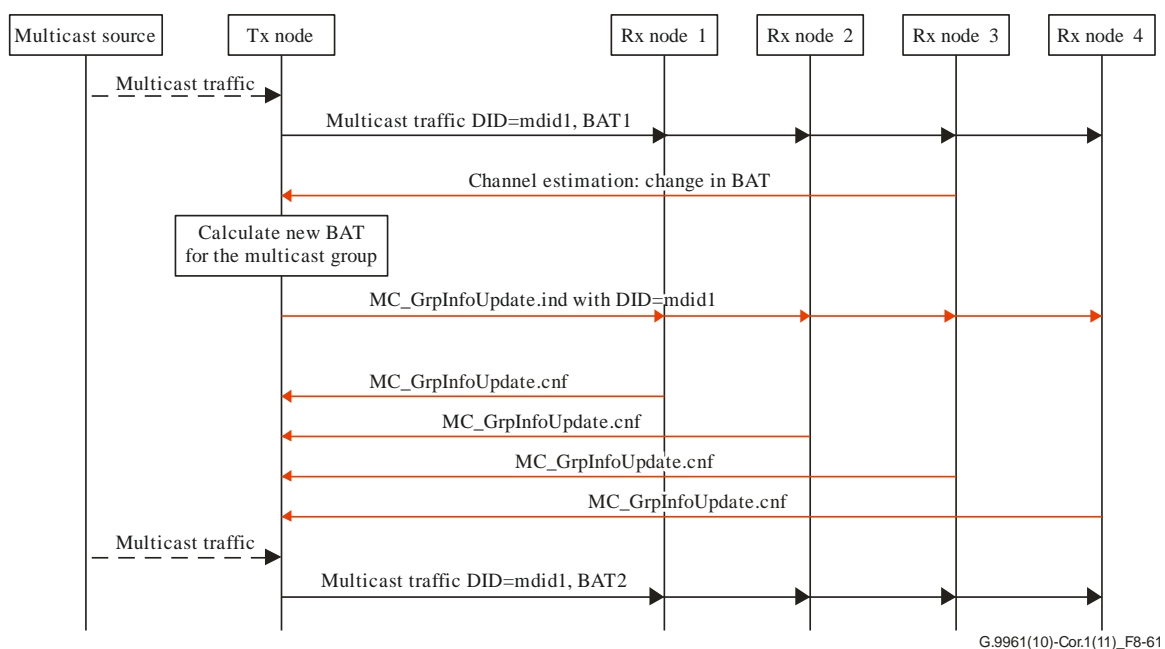 Multicast source
Tx node
Rx node 1
Rx node 2
Rx node 3
Rx node 4
Multicast traffic
Multicast traffic DID=mdid1, BAT1
Channel estimation: change in BAT
Calculate new BAT
for the multicast group
MC_GrpInfoUpdate.ind with DID=mdid1
MC_GrpInfoUpdate.cnf
MC_GrpInfoUpdate.cnf
MC_GrpInfoUpdate.cnf
MC_GrpInfoUpdate.cnf
Multicast traffic
Multicast traffic DID=mdid1, BAT2
G.9961(10)-Cor.1(11)_F8-61